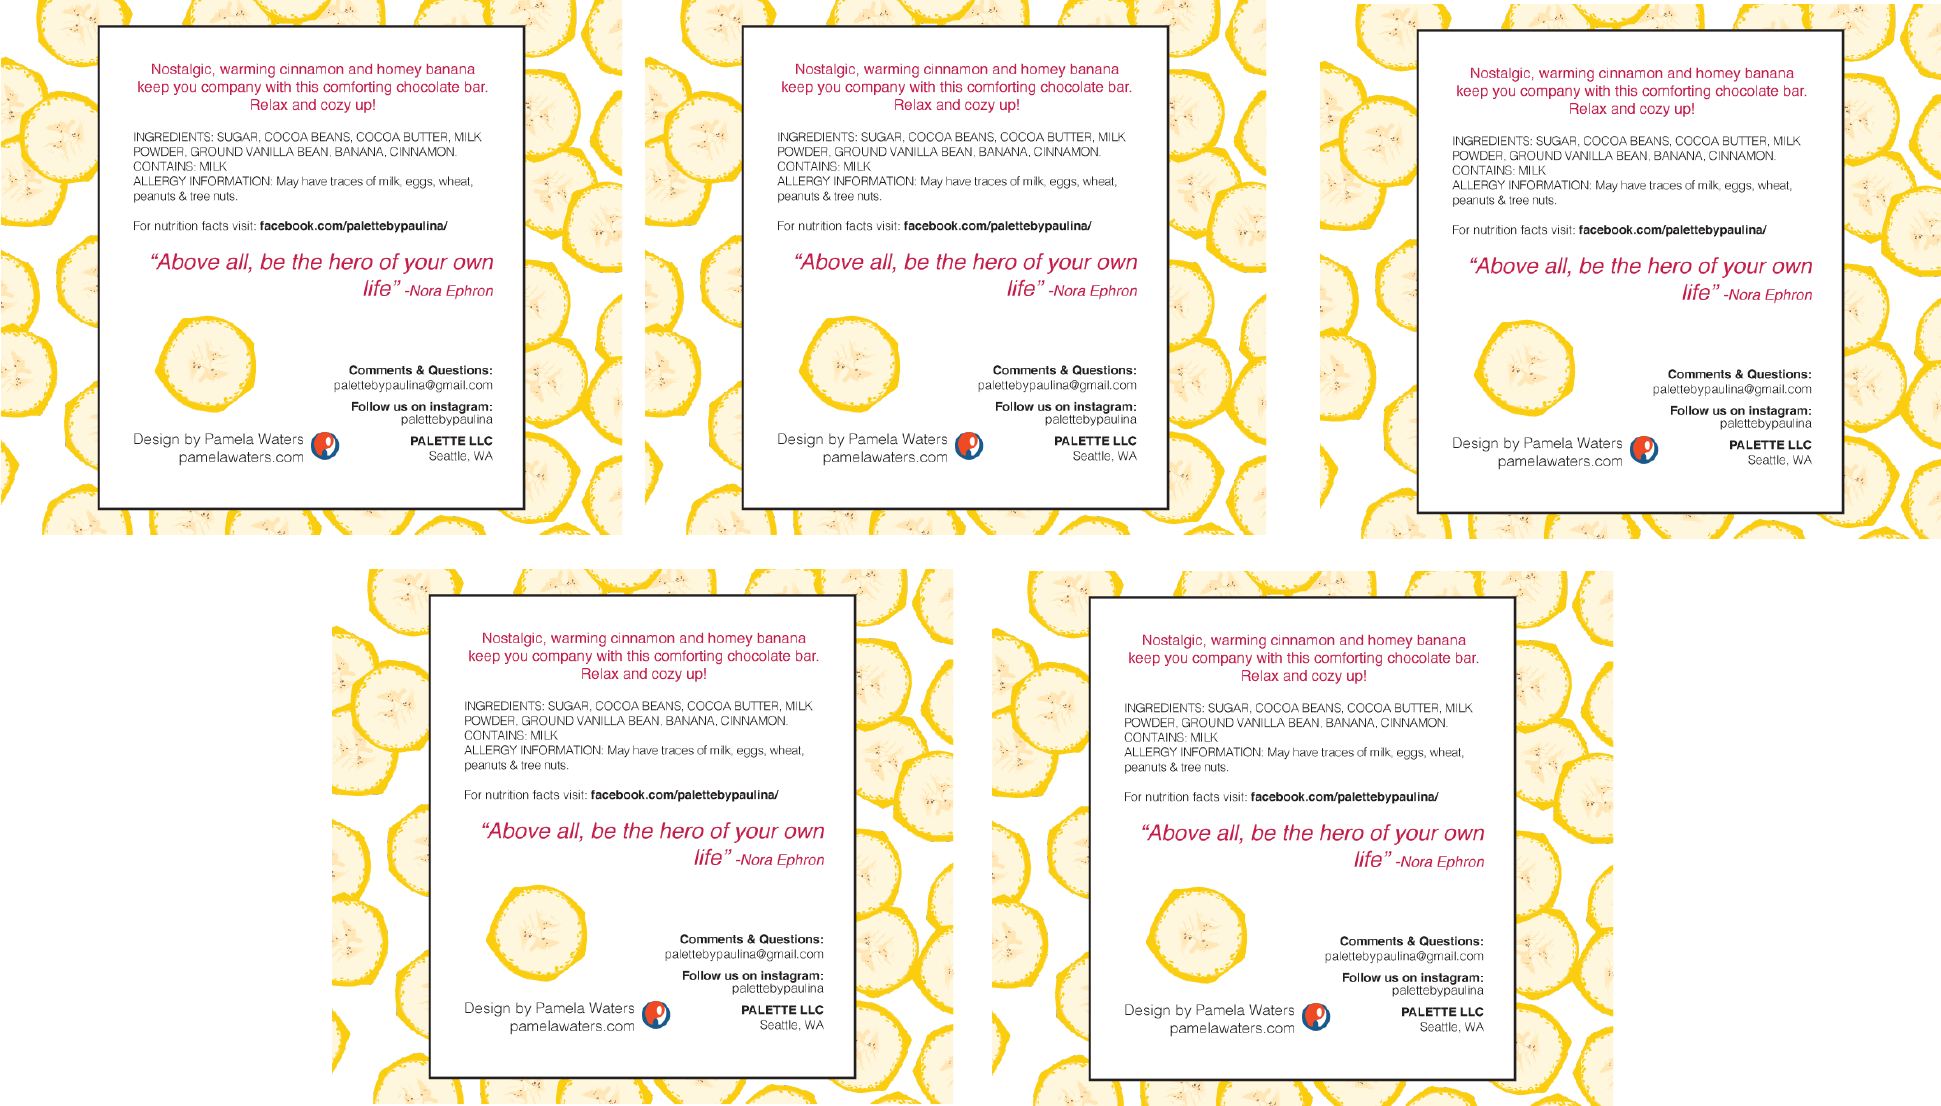 Nostalgic, warming cinnamon and homey banana
keep you company with this comforting chocolate bar.
Relax and cozy up!
INGREDIENTS: SUGAR, COCOA BEANS, COCOA BUTTER, MILK
POWDER, GROUND VANILLA BEAN, BANANA, CINNAMON.
CONTAINS: MILK
ALLERGY INFORMATION: May have traces of milk, eggs, wheat,
peanuts & tree nuts.
For nutrition facts visit: facebook.com/palettebypaulina/
“Above all, be the hero of your own
life” -Nora Ephron
Comments & Questions:
palettebypaulina@gmail.com
Follow us on instagram:
palettebypaulina
Design by Pamela Waters
pamelawaters.com
PALETTE LLC
Seattle, WA
Nostalgic, warming cinnamon and homey banana
keep you company with this comforting chocolate bar.
Relax and cozy up!
INGREDIENTS: SUGAR, COCOA BEANS, COCOA BUTTER, MILK
POWDER, GROUND VANILLA BEAN, BANANA, CINNAMON.
CONTAINS: MILK
ALLERGY INFORMATION: May have traces of milk, eggs, wheat,
peanuts & tree nuts.
For nutrition facts visit: facebook.com/palettebypaulina/
“Above all, be the hero of your own
life” -Nora Ephron
Comments & Questions:
palettebypaulina@gmail.com
Follow us on instagram:
palettebypaulina
Design by Pamela Waters
pamelawaters.com
PALETTE LLC
Seattle, WA
Nostalgic, warming cinnamon and homey banana
keep you company with this comforting chocolate bar.
Relax and cozy up!
INGREDIENTS: SUGAR, COCOA BEANS, COCOA BUTTER, MILK
POWDER, GROUND VANILLA BEAN, BANANA, CINNAMON.
CONTAINS: MILK
ALLERGY INFORMATION: May have traces of milk, eggs, wheat,
peanuts & tree nuts.
For nutrition facts visit: facebook.com/palettebypaulina/
“Above all, be the hero of your own
life” -Nora Ephron
Comments & Questions:
palettebypaulina@gmail.com
Follow us on instagram:
palettebypaulina
Design by Pamela Waters
pamelawaters.com
PALETTE LLC
Seattle, WA
Nostalgic, warming cinnamon and homey banana
keep you company with this comforting chocolate bar.
Relax and cozy up!
INGREDIENTS: SUGAR, COCOA BEANS, COCOA BUTTER, MILK
POWDER, GROUND VANILLA BEAN, BANANA, CINNAMON.
CONTAINS: MILK
ALLERGY INFORMATION: May have traces of milk, eggs, wheat,
peanuts & tree nuts.
For nutrition facts visit: facebook.com/palettebypaulina/
“Above all, be the hero of your own
life” -Nora Ephron
Comments & Questions:
palettebypaulina@gmail.com
Follow us on instagram:
palettebypaulina
Design by Pamela Waters
pamelawaters.com
PALETTE LLC
Seattle, WA
Nostalgic, warming cinnamon and homey banana
keep you company with this comforting chocolate bar.
Relax and cozy up!
INGREDIENTS: SUGAR, COCOA BEANS, COCOA BUTTER, MILK
POWDER, GROUND VANILLA BEAN, BANANA, CINNAMON.
CONTAINS: MILK
ALLERGY INFORMATION: May have traces of milk, eggs, wheat,
peanuts & tree nuts.
For nutrition facts visit: facebook.com/palettebypaulina/
“Above all, be the hero of your own
life” -Nora Ephron
Comments & Questions:
palettebypaulina@gmail.com
Follow us on instagram:
palettebypaulina
Design by Pamela Waters
pamelawaters.com
PALETTE LLC
Seattle, WA